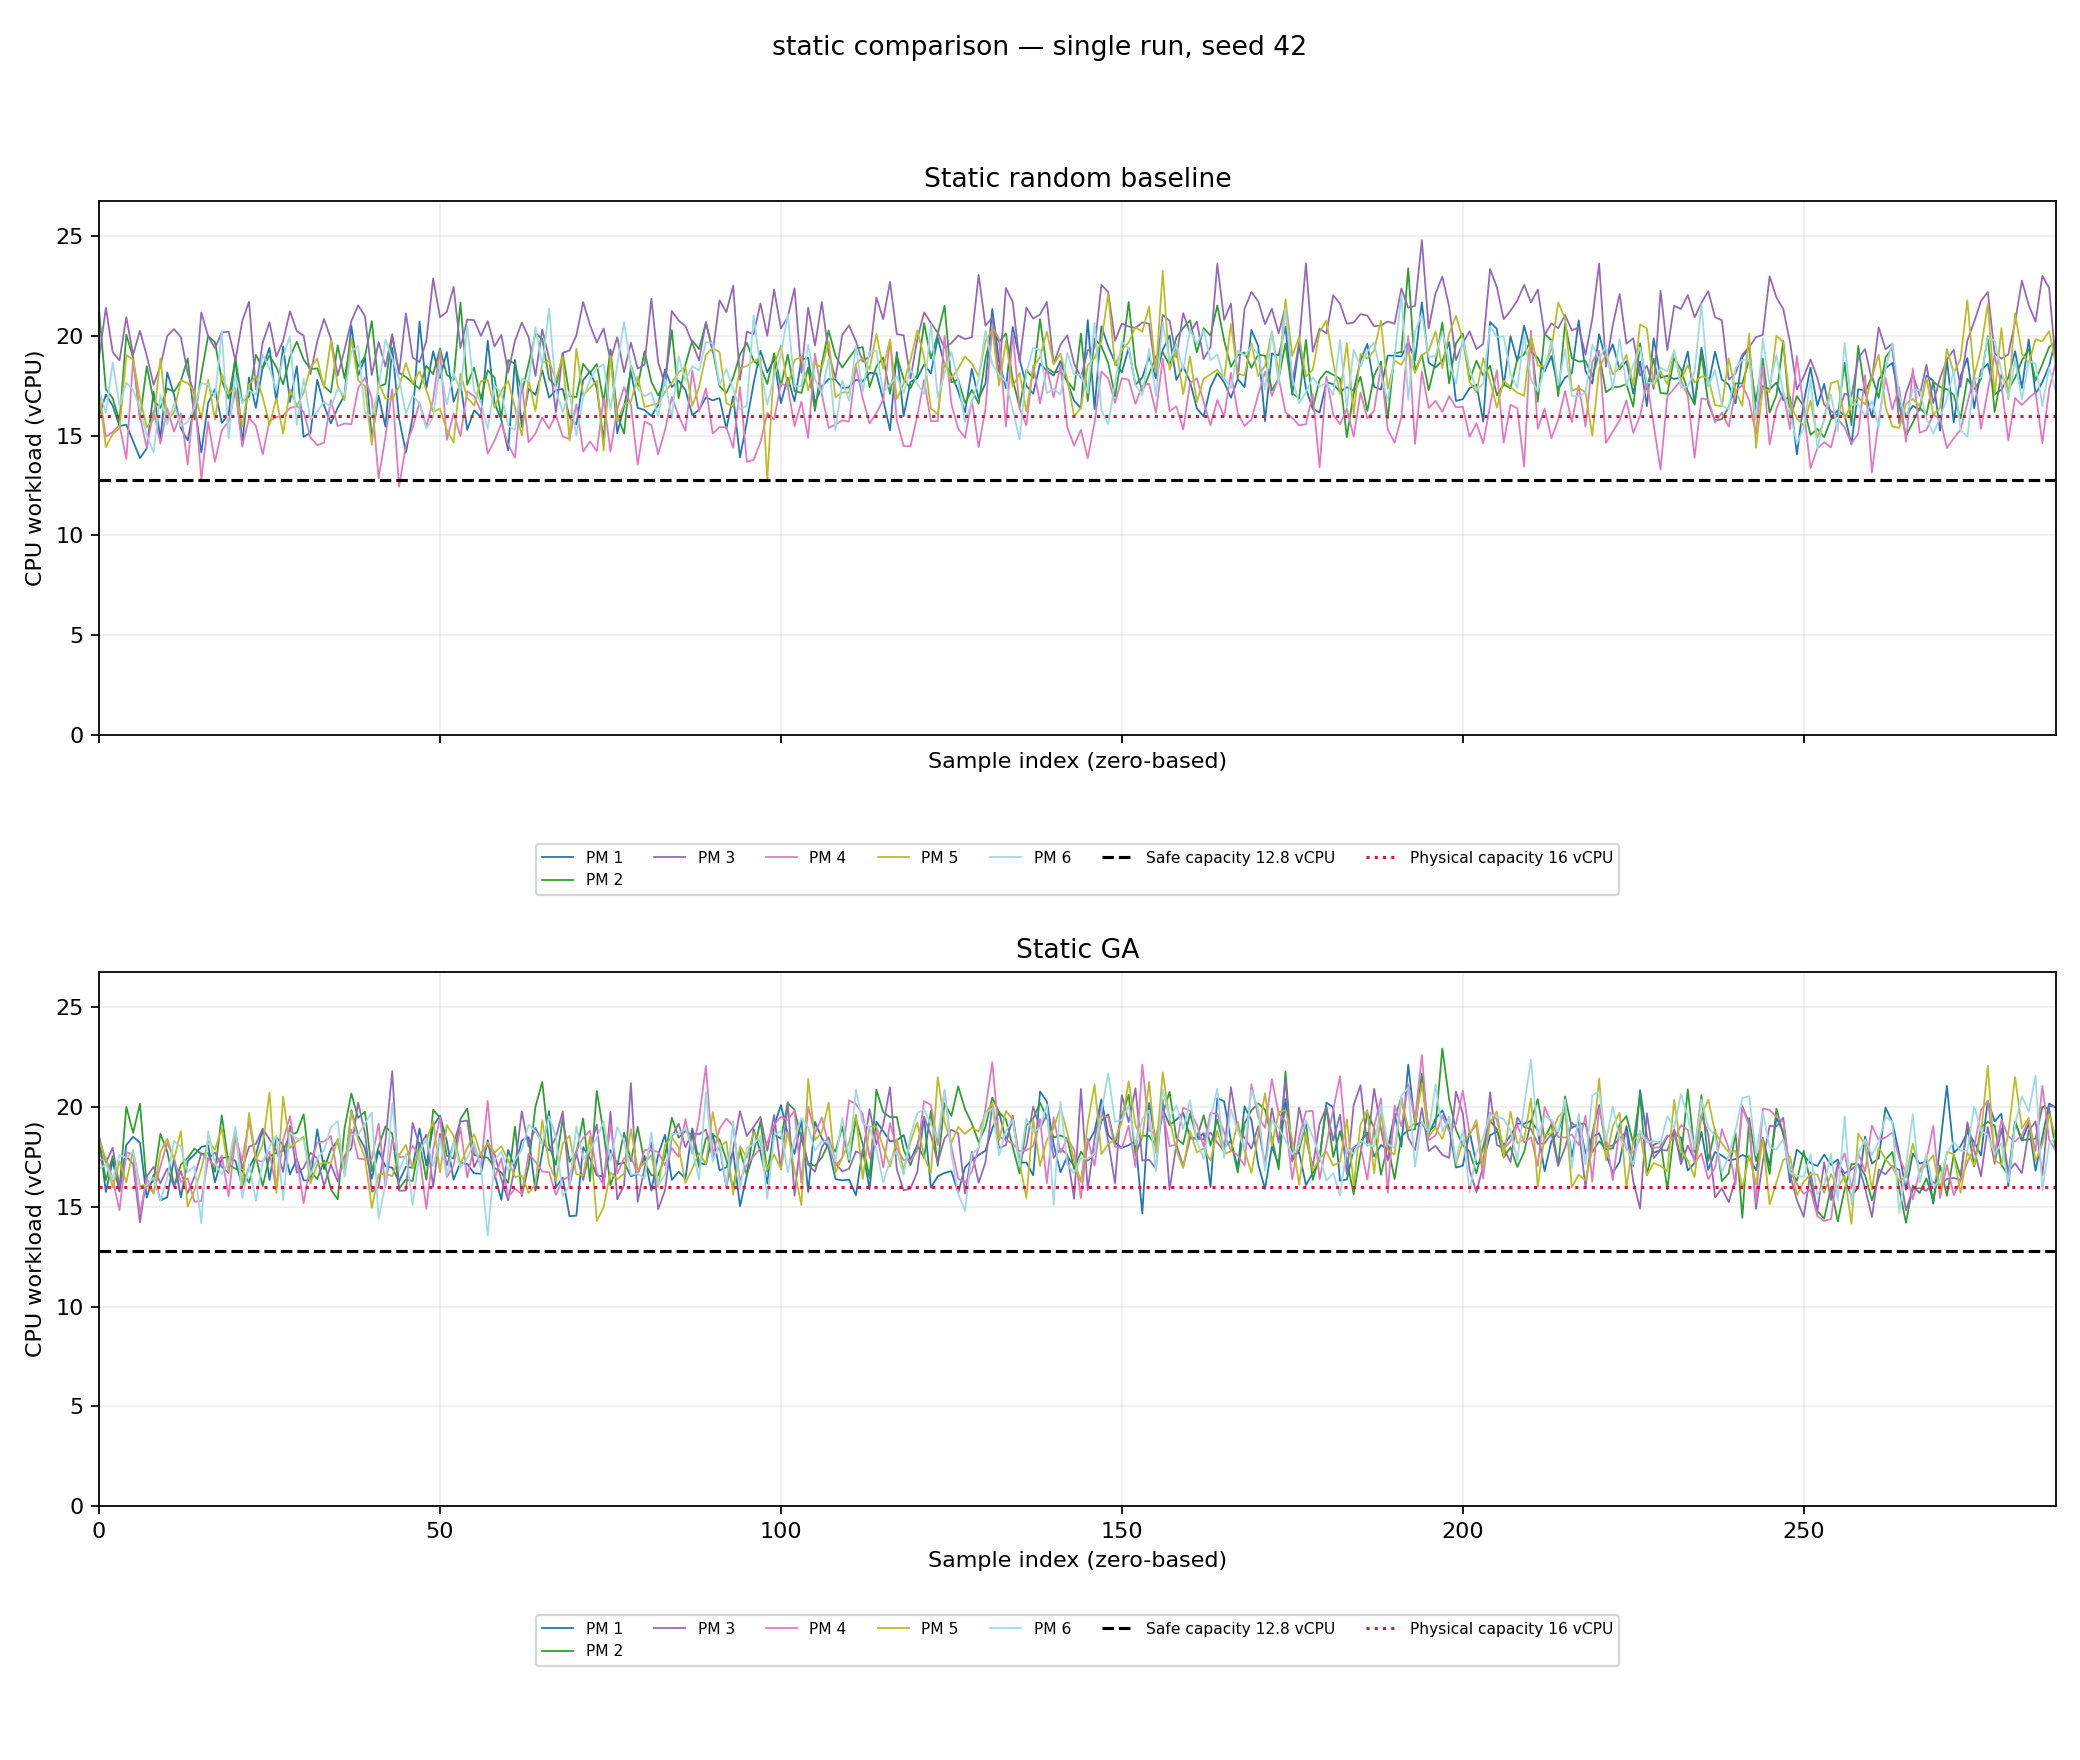 static comparison — single run, seed 42
Static random baseline
CPU workload (vCPU)
25
20
15
10
5
0
Sample index (zero-based)
PM 1 PM 3 PM 4 PM 5 PM 6 Safe capacity 12.8 vCPU Physical capacity 16 vCPU
PM 2
Static GA
CPU workload (vCPU)
25
20
15
10
5
0
0 50 100 150 200 250
Sample index (zero-based)
PM 1 PM 3 PM 4 PM 5 PM 6 Safe capacity 12.8 vCPU Physical capacity 16 vCPU
PM 2